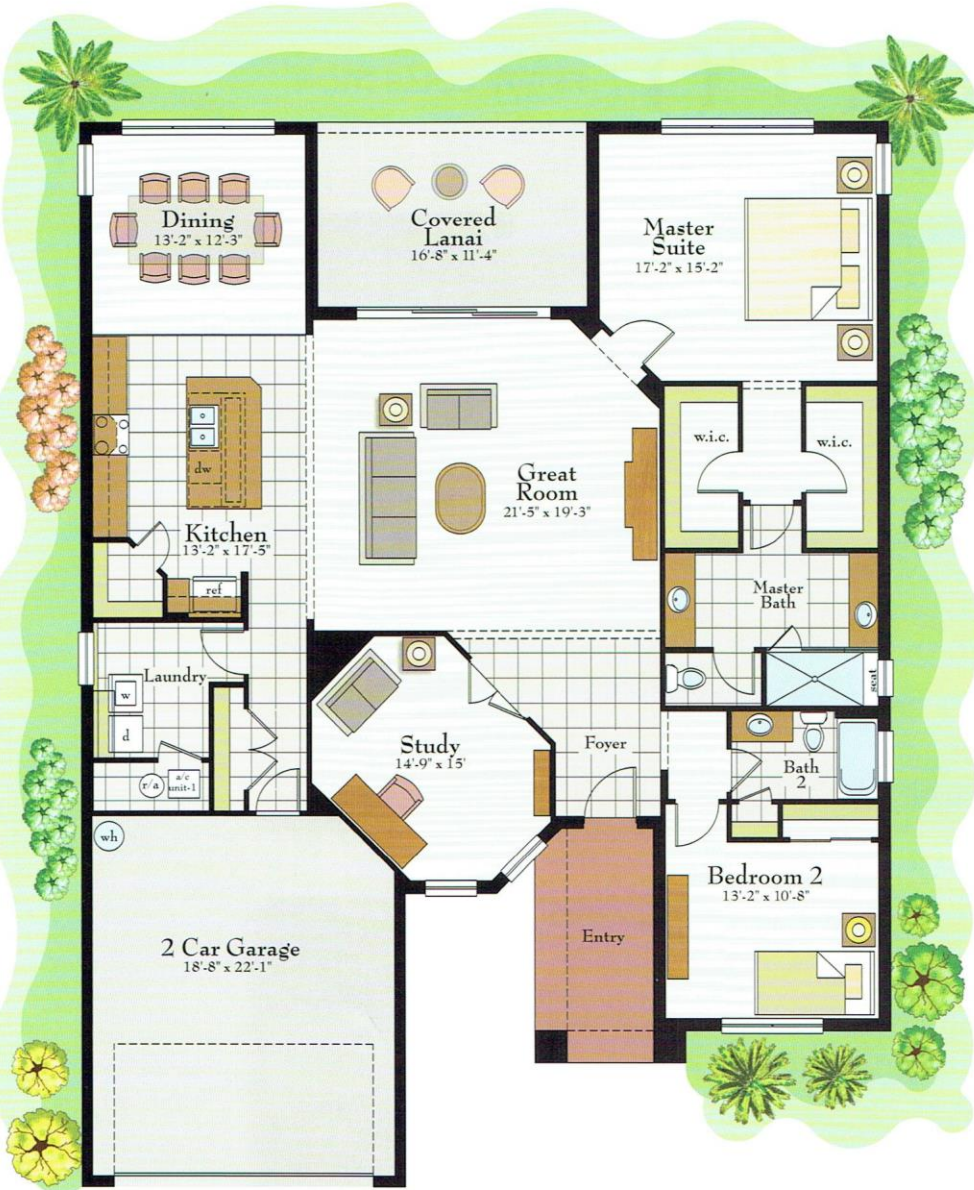 Dining
13'-2" x 12'-3"
Covered
Lanai
16'-8" x 11'-4"
Master
Suite
17'-2" x 15'-2"
w.i.c.
w.i.c.
dw
Great
Room
21'-5" x 19'-3"
Kitchen
13'-2" x 17'-5"
ref
Master
Bath
Laundry
w
d
seat
r/a
a/c
unit-1
Study
14'-9" x 15'
Foyer
Bath
2
wh
2 Car Garage
18'-8" x 22'-1"
Entry
Bedroom 2
13'-2" x 10'-8"